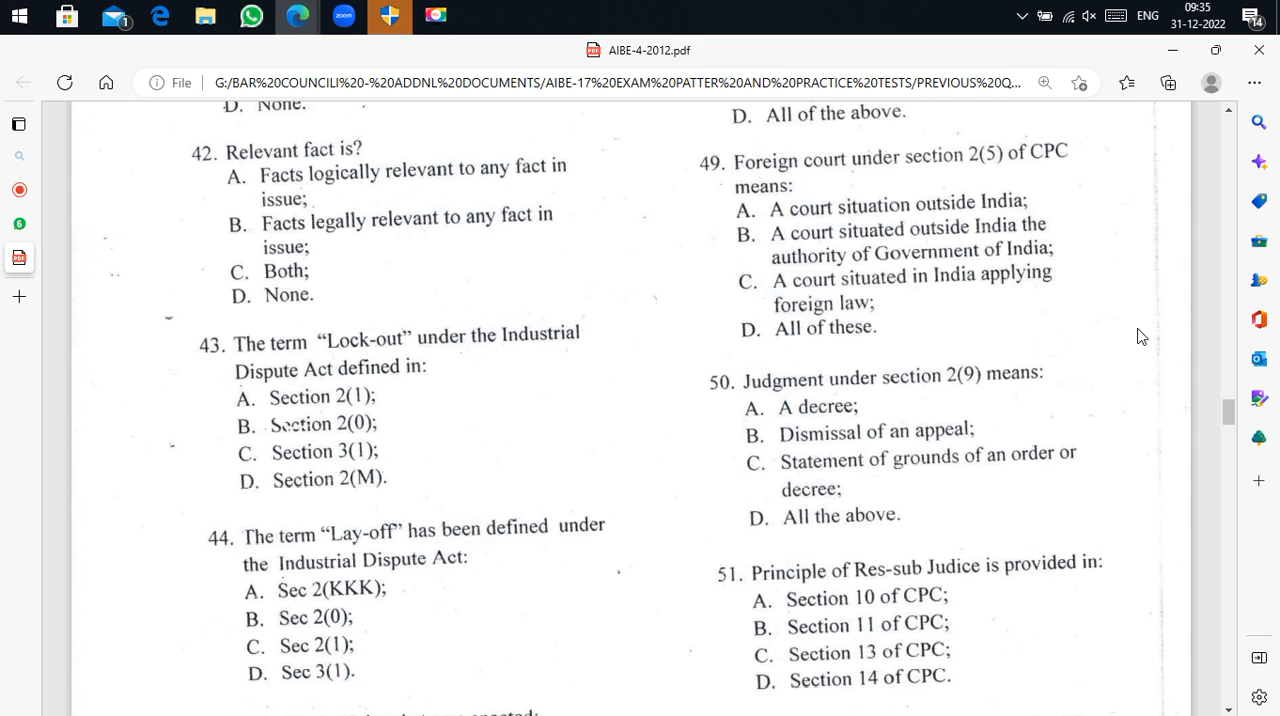 1
zoom
ENG
09:35
31-12-2022
14
PDF
AIBE-4-2012.pdf
File
G:/BAR%20COUNCILI%20-%20ADDNL%20DOCUMENTS/AIBE-17%20EXAM%20PATTER%20AND%20PRACTICE%20TESTS/PREVIOUS%20Q...
6
PDF
D. None.
42. Relevant fact is?
A. Facts logically relevant to any fact in
issue;
B. Facts legally relevant to any fact in
issue;
C. Both;
D. None.
43. The term “Lock-out” under the Industrial
Dispute Act defined in:
A. Section 2(1);
B. Section 2(0);
C. Section 3(1);
D. Section 2(M).
44. The term “Lay-off” has been defined under
the Industrial Dispute Act:
A. Sec 2(KKK);
B. Sec 2(0);
C. Sec 2(1);
D. Sec 3(1).
D. All of the above.
49. Foreign court under section 2(5) of CPC
means:
A. A court situation outside India;
B. A court situated outside India the
authority of Government of India;
C. A court situated in India applying
foreign law;
D. All of these.
50. Judgment under section 2(9) means:
A. A decree;
B. Dismissal of an appeal;
C. Statement of grounds of an order or
decree;
D. All the above.
51. Principle of Res-sub Judice is provided in:
A. Section 10 of CPC;
B. Section 11 of CPC;
C. Section 13 of CPC;
D. Section 14 of CPC.